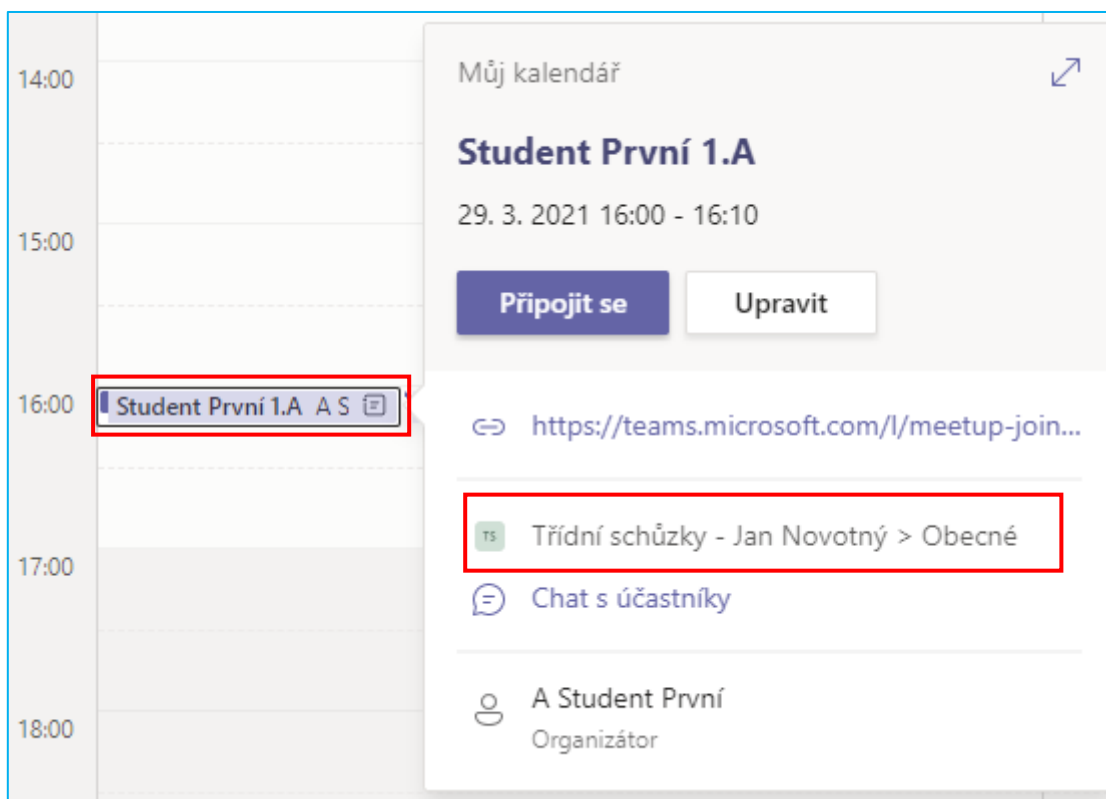 14:00
15:00
16:00
17:00
18:00
Student První 1.A A S
Můj kalendář
Student První 1.A
29. 3. 2021 16:00 - 16:10
Připojit se
Upravit
https://teams.microsoft.com/l/meetup-join...
TS Třídní schůzky - Jan Novotný > Obecné
Chat s účastníky
A Student První
Organizátor